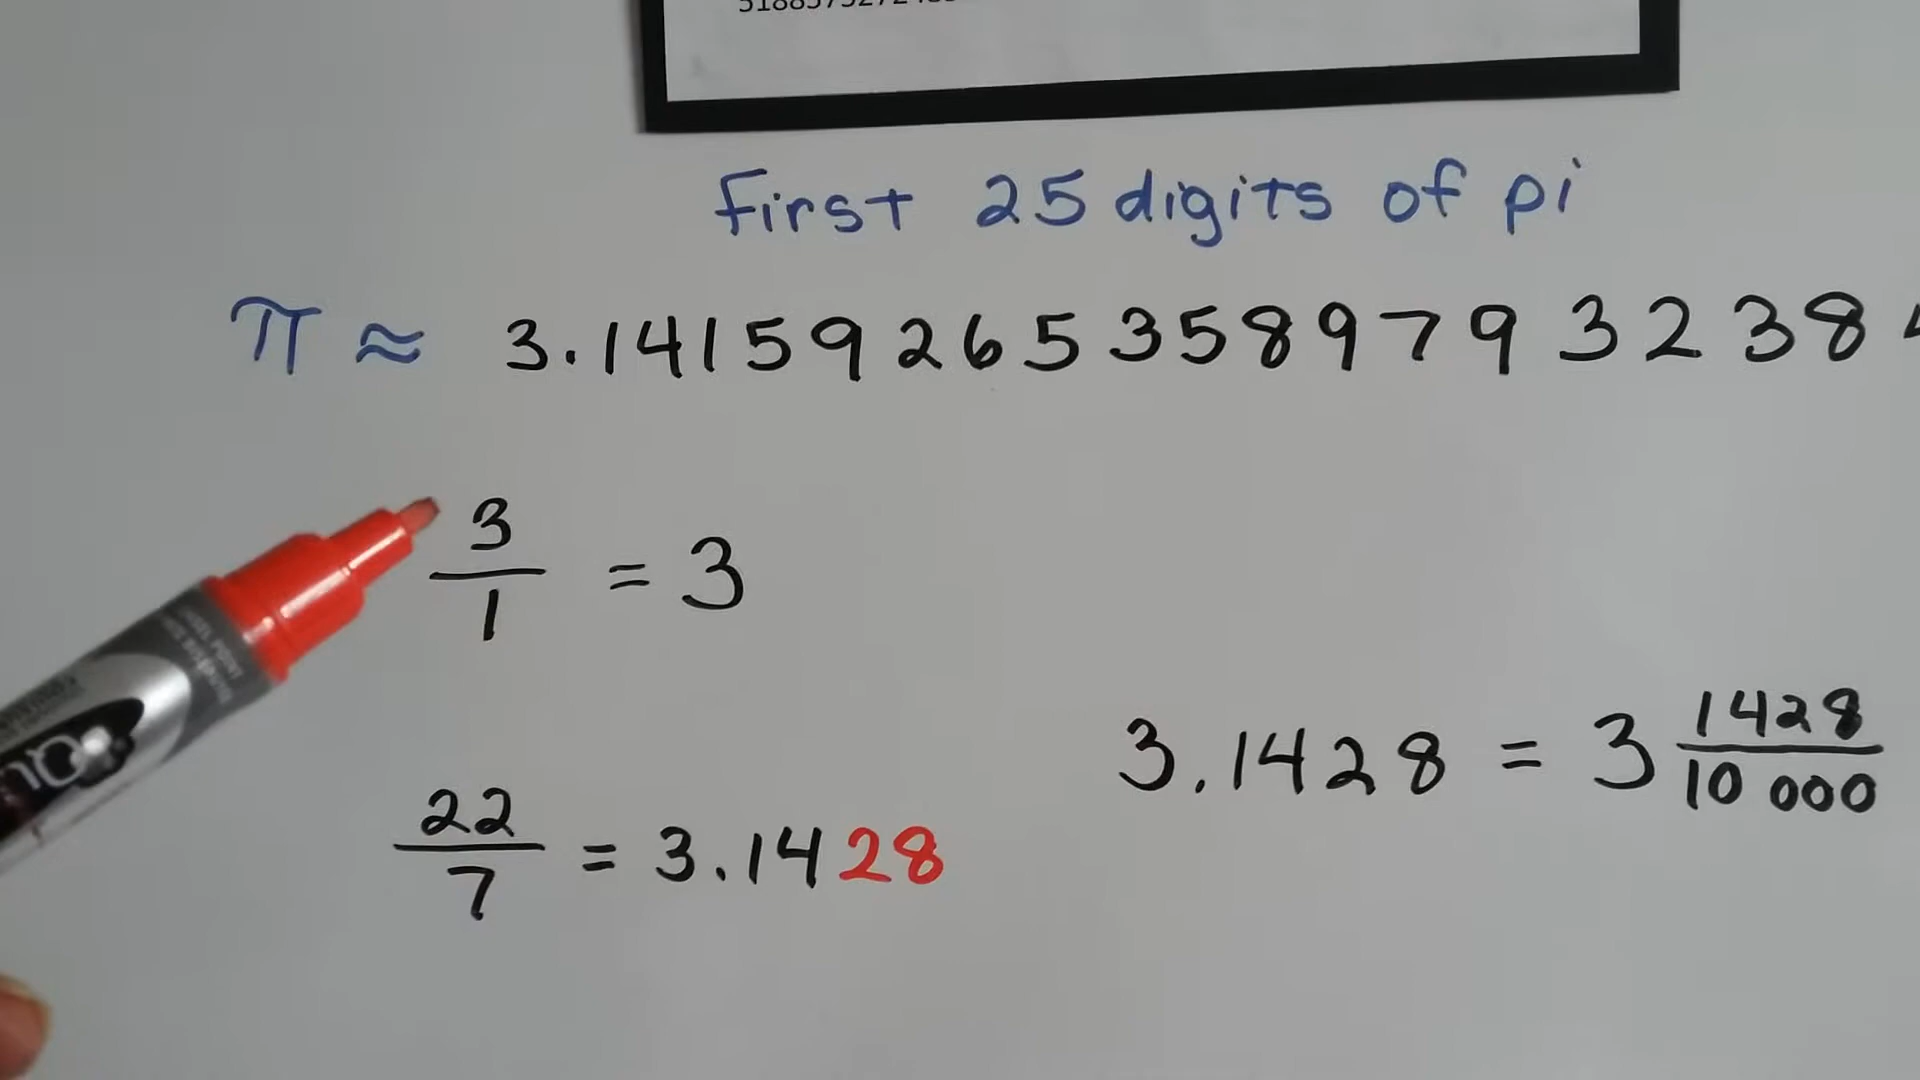 First 25 digits of pi
π ≈ 3.1415926535897932384
3/1 = 3
3.1428 = 3 1428/10 000
22/7 = 3.1428